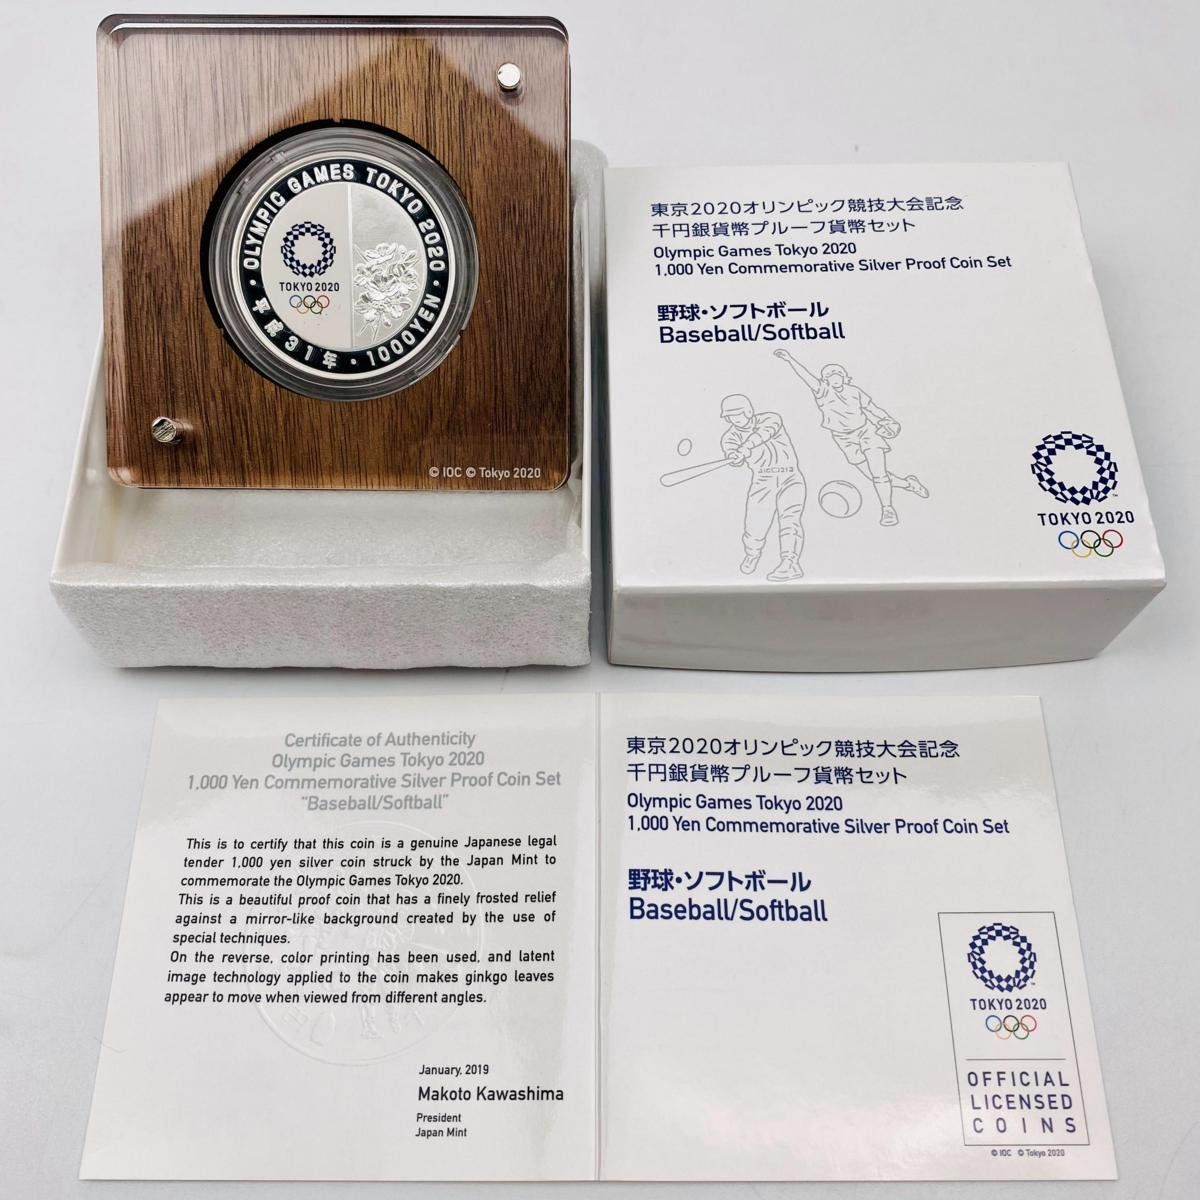 OLYMPIC GAMES TOKYO 2020
平成31年・1000YEN
TOKYO 2020
© IOC © Tokyo 2020
東京2020オリンピック競技大会記念
千円銀貨幣プルーフ貨幣セット
Olympic Games Tokyo 2020
1,000 Yen Commemorative Silver Proof Coin Set
野球・ソフトボール
Baseball/Softball
TOKYO 2020
Certificate of Authenticity
Olympic Games Tokyo 2020
1,000 Yen Commemorative Silver Proof Coin Set
"Baseball/Softball"
This is to certify that this coin is a genuine Japanese legal
tender 1,000 yen silver coin struck by the Japan Mint to
commemorate the Olympic Games Tokyo 2020.
This is a beautiful proof coin that has a finely frosted relief
against a mirror-like background created by the use of
special techniques.
On the reverse, color printing has been used, and latent
image technology applied to the coin makes ginkgo leaves
appear to move when viewed from different angles.
January, 2019
Makoto Kawashima
President
Japan Mint
東京2020オリンピック競技大会記念
千円銀貨幣プルーフ貨幣セット
Olympic Games Tokyo 2020
1,000 Yen Commemorative Silver Proof Coin Set
野球・ソフトボール
Baseball/Softball
TOKYO 2020
OFFICIAL
LICENSED
COINS
© IOC © Tokyo 2020